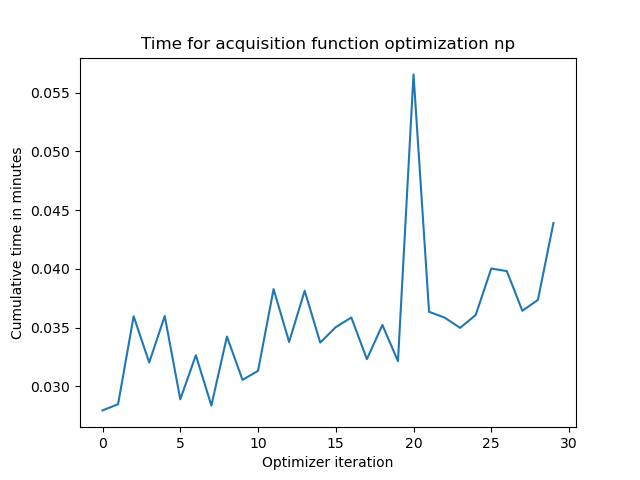 Time for acquisition function optimization np
Cumulative time in minutes
0.055
0.050
0.045
0.040
0.035
0.030
0 5 10 15 20 25 30
Optimizer iteration